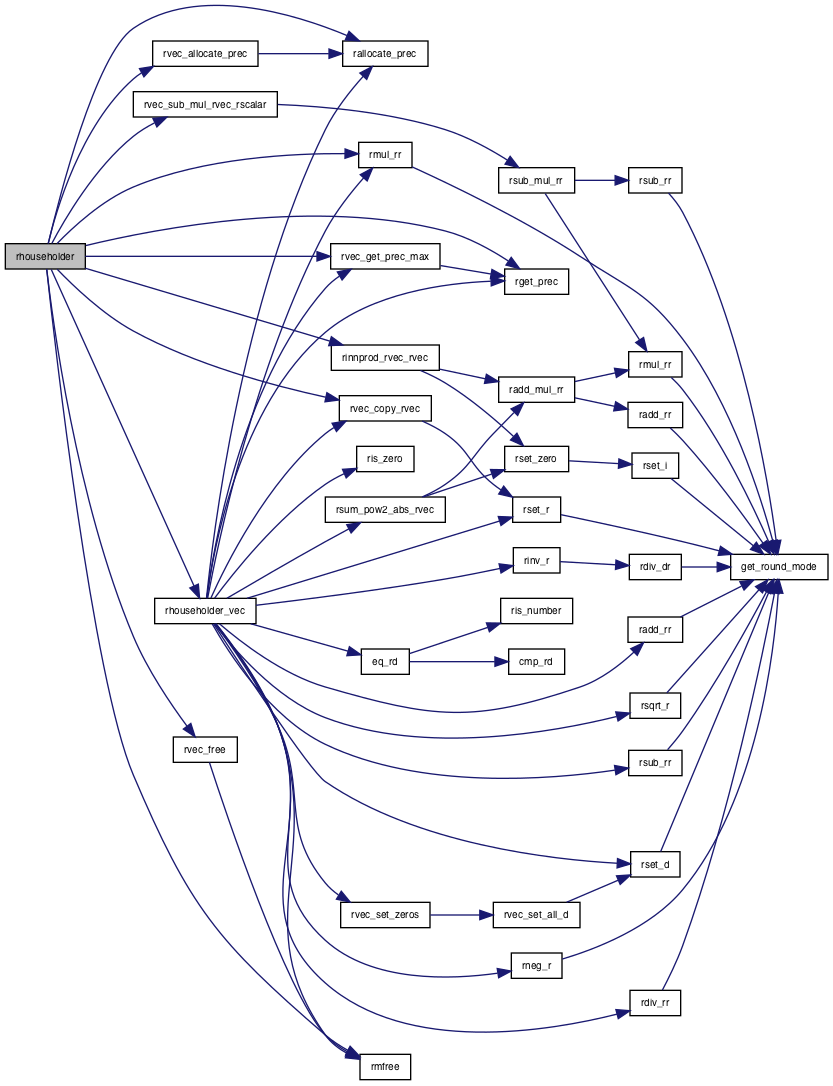 rvec_allocate_prec
rallocate_prec
rvec_sub_mul_rvec_rscalar
rmul_rr
rsub_mul_rr
rsub_rr
rhouseholder
rvec_get_prec_max
rget_prec
rinnprod_rvec_rvec
rmul_rr
radd_mul_rr
rvec_copy_rvec
radd_rr
ris_zero
rset_zero
rset_i
rsum_pow2_abs_rvec
rset_r
rinv_r
rdiv_dr
get_round_mode
rhouseholder_vec
ris_number
radd_rr
eq_rd
cmp_rd
rsqrt_r
rvec_free
rsub_rr
rset_d
rvec_set_zeros
rvec_set_all_d
rneg_r
rdiv_rr
rmfree